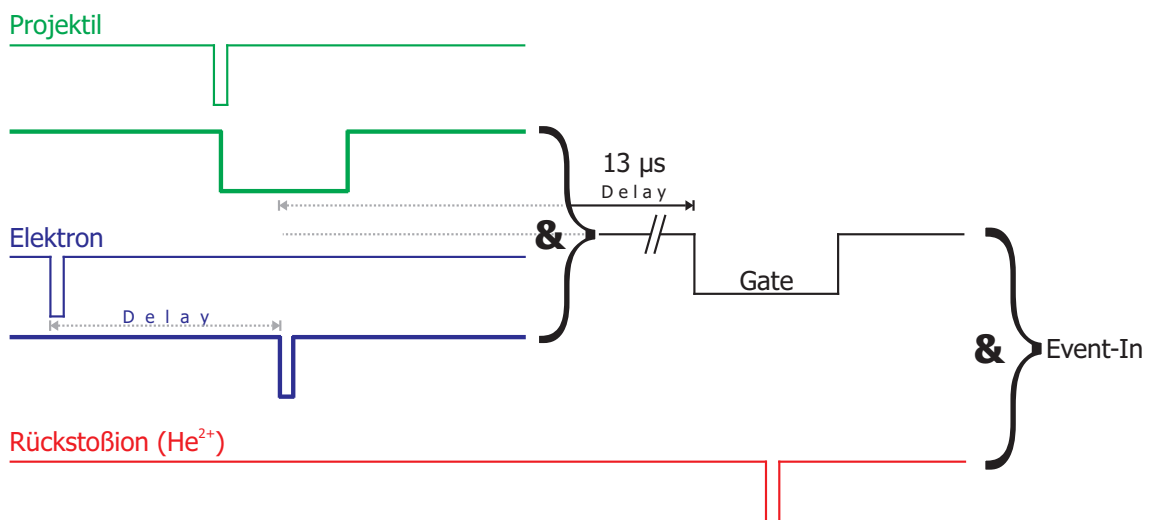 Projektil
13 µs
Delay
&
Elektron
Gate
Delay
&
Event-In
Rückstoßion (He²⁺)